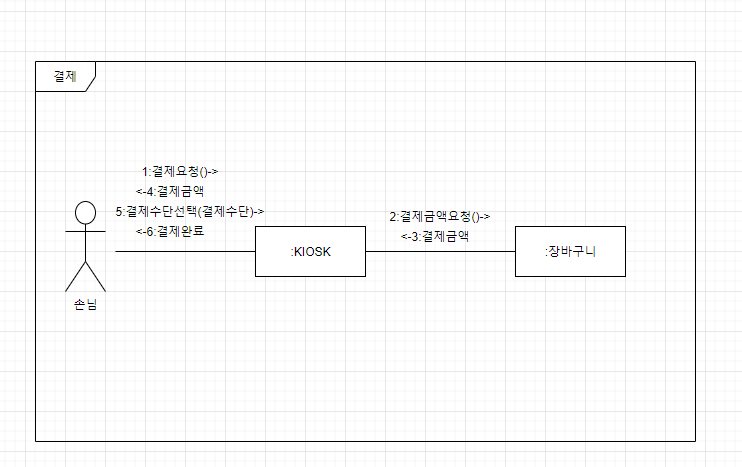 결제
1:결제요청()->
<-4:결제금액
5:결제수단선택(결제수단)->
<-6:결제완료
2:결제금액요청()->
<-3:결제금액
:KIOSK
:장바구니
손님